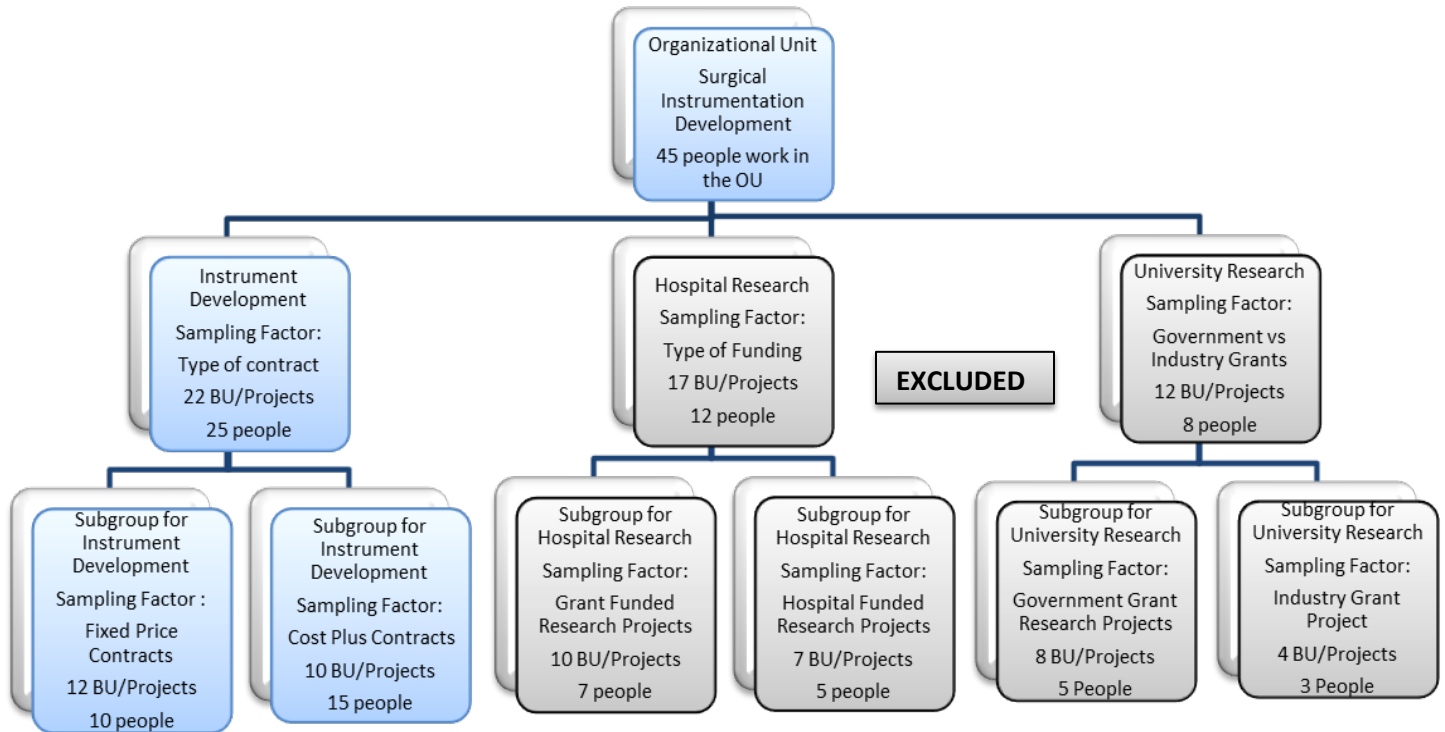 Organizational Unit
Surgical
Instrumentation
Development
45 people work in
the OU
Instrument
Development
Sampling Factor:
Type of contract
22 BU/Projects
25 people
Hospital Research
Sampling Factor:
Type of Funding
17 BU/Projects
12 people
EXCLUDED
University Research
Sampling Factor:
Government vs
Industry Grants
12 BU/Projects
8 people
Subgroup for
Instrument
Development
Sampling Factor :
Fixed Price
Contracts
12 BU/Projects
10 people
Subgroup for
Instrument
Development
Sampling Factor:
Cost Plus Contracts
10 BU/Projects
15 people
Subgroup for
Hospital Research
Sampling Factor:
Grant Funded
Research Projects
10 BU/Projects
7 people
Subgroup for
Hospital Research
Sampling Factor:
Hospital Funded
Research Projects
7 BU/Projects
5 people
Subgroup for
University Research
Sampling Factor:
Government Grant
Research Projects
8 BU/Projects
5 People
Subgroup for
University Research
Sampling Factor:
Industry Grant
Project
4 BU/Projects
3 People